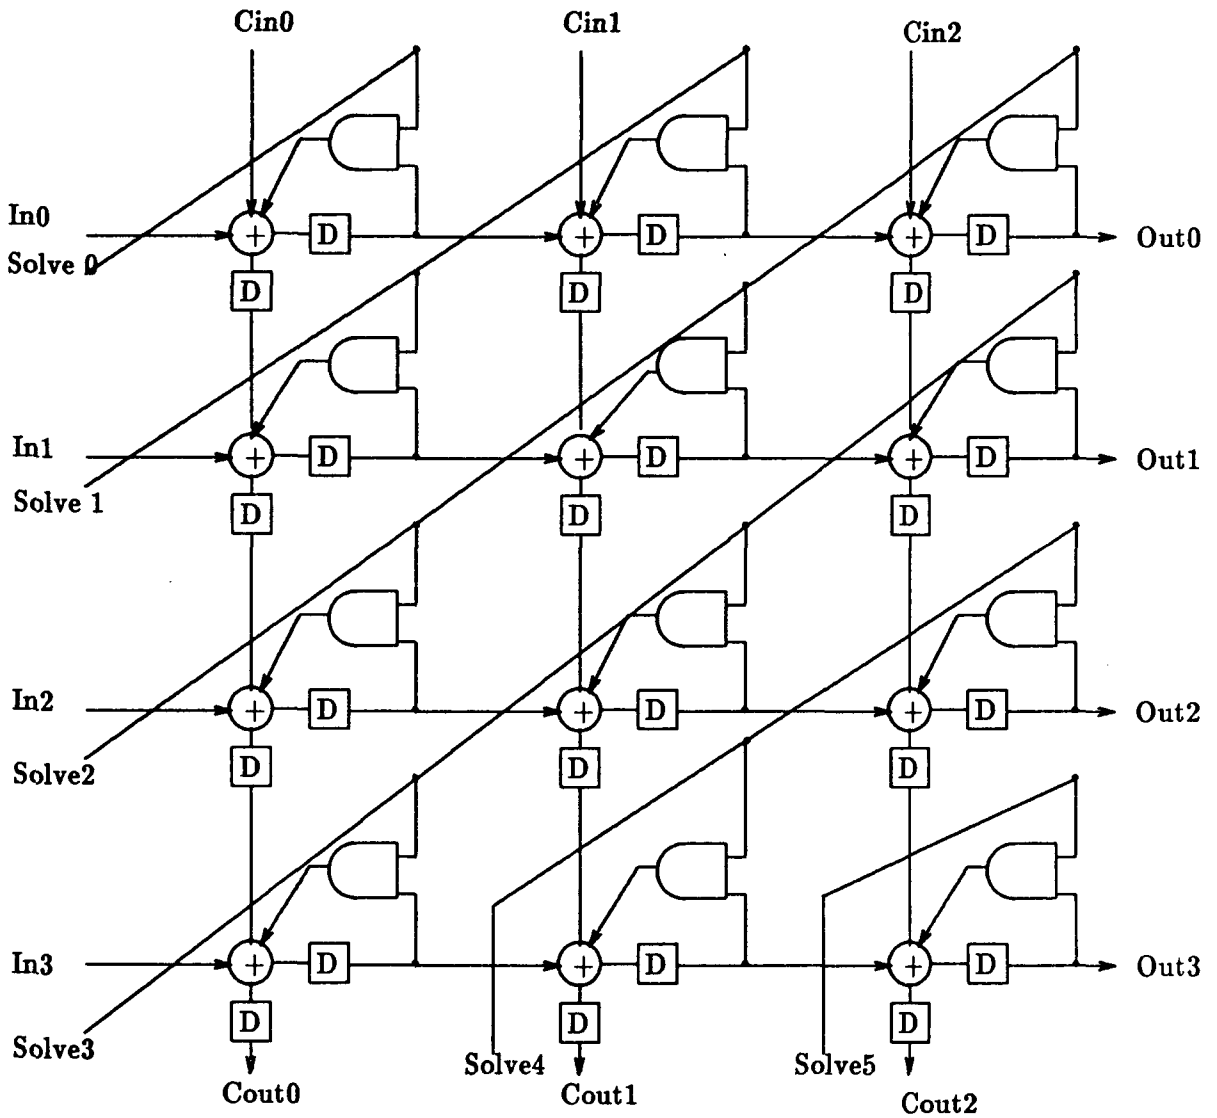 Cin0 Cin1 Cin2
In0 + D + D + D Out0
Solve 0
D D D
In1 + D + D + D Out1
Solve 1
D D D
In2 + D + D + D Out2
Solve2
D D D
In3 + D + D + D Out3
Solve3
D D D
Solve4 Solve5
Cout0 Cout1 Cout2